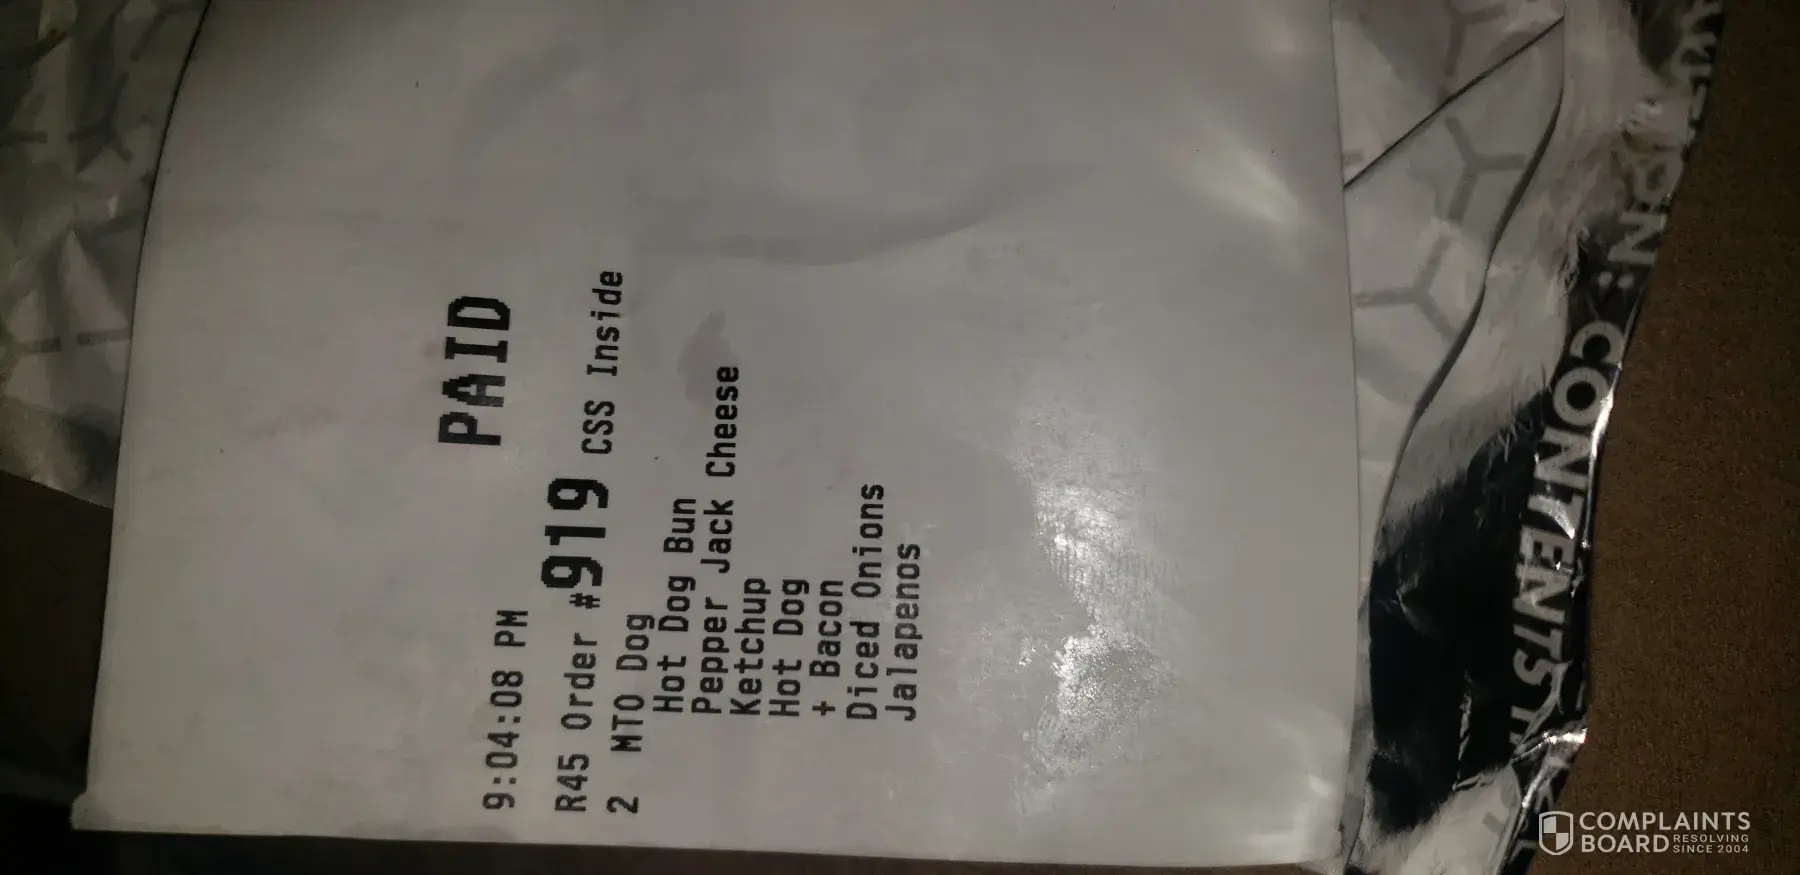 PAID
9:04:08 PM
R45 Order #919 CSS Inside
2 MTO Dog
Hot Dog Bun
Pepper Jack Cheese
Ketchup
Hot Dog
+ Bacon
Diced Onions
Jalapenos
: CONTENTS
COMPLAINTS
BOARD RESOLVING
SINCE 2004